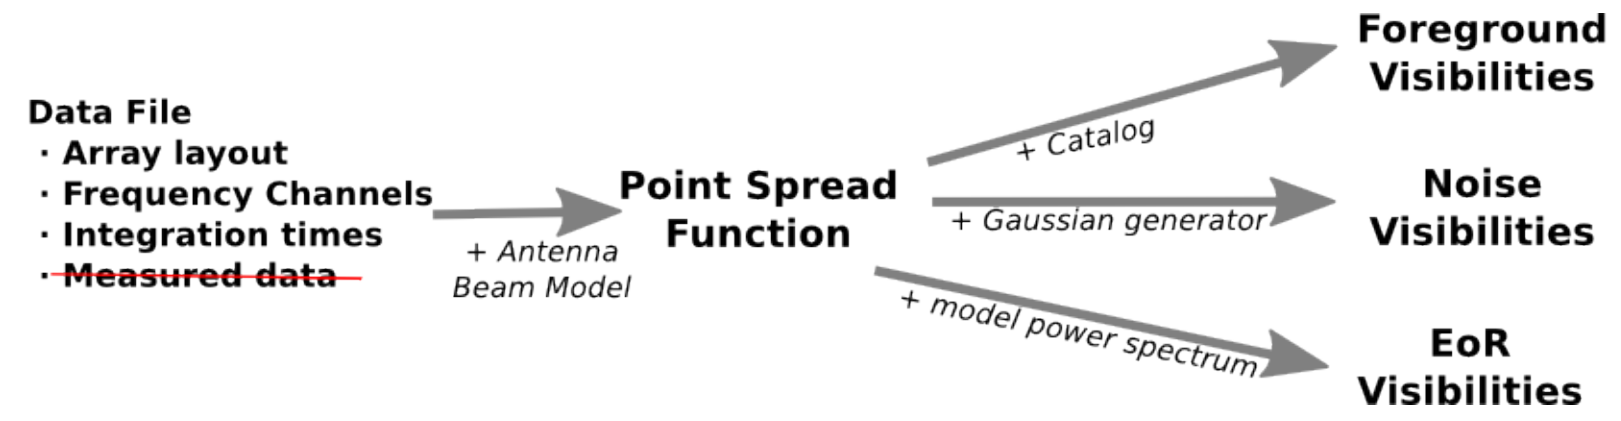 Data File
· Array layout
· Frequency Channels
· Integration times
· Measured data
+ Antenna
Beam Model
Point Spread
Function
+ Catalog
Foreground
Visibilities
+ Gaussian generator
Noise
Visibilities
+ model power spectrum
EoR
Visibilities